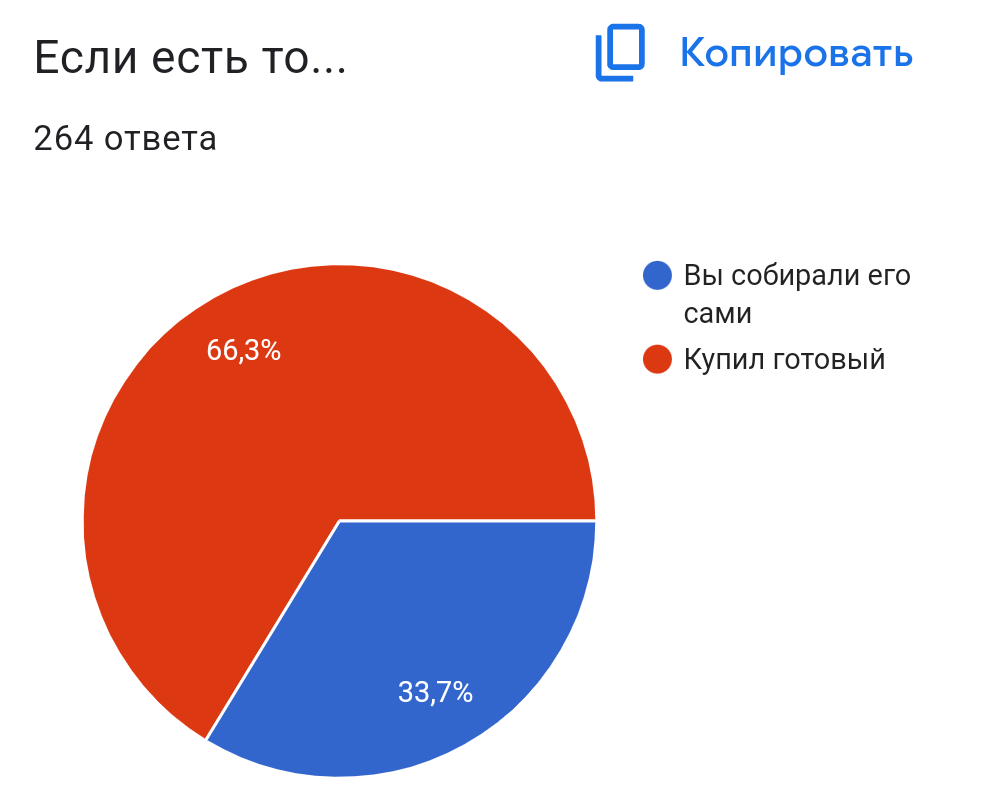 Если есть то...
Копировать
264 ответа
Вы собирали его
сами
Купил готовый
66,3%
33,7%